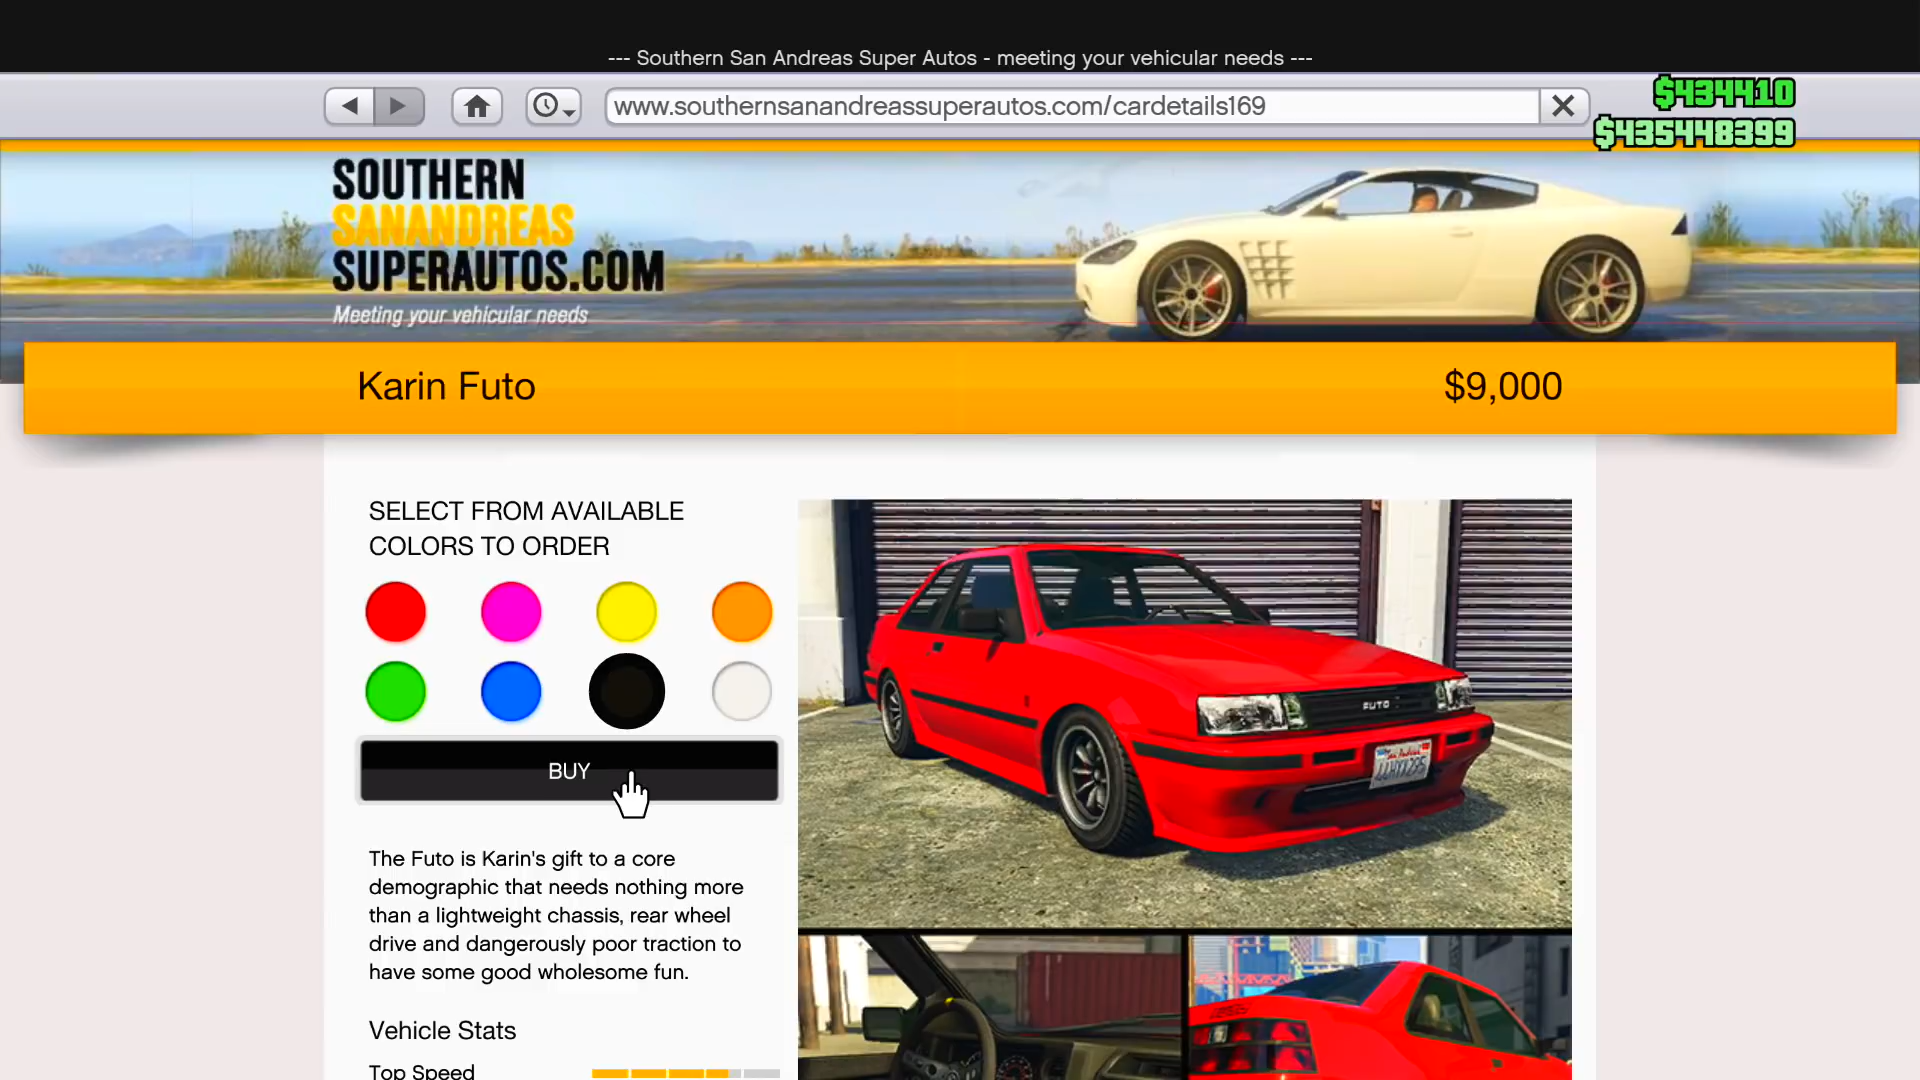 --- Southern San Andreas Super Autos - meeting your vehicular needs ---
www.southernsanandreassuperautos.com/cardetails169
$434410
$435448399
SOUTHERN
SANANDREAS
SUPERAUTOS.COM
Meeting your vehicular needs
Karin Futo
$9,000
SELECT FROM AVAILABLE
COLORS TO ORDER
BUY
FUTO
The Futo is Karin's gift to a core
demographic that needs nothing more
than a lightweight chassis, rear wheel
drive and dangerously poor traction to
have some good wholesome fun.
Vehicle Stats
Top Speed